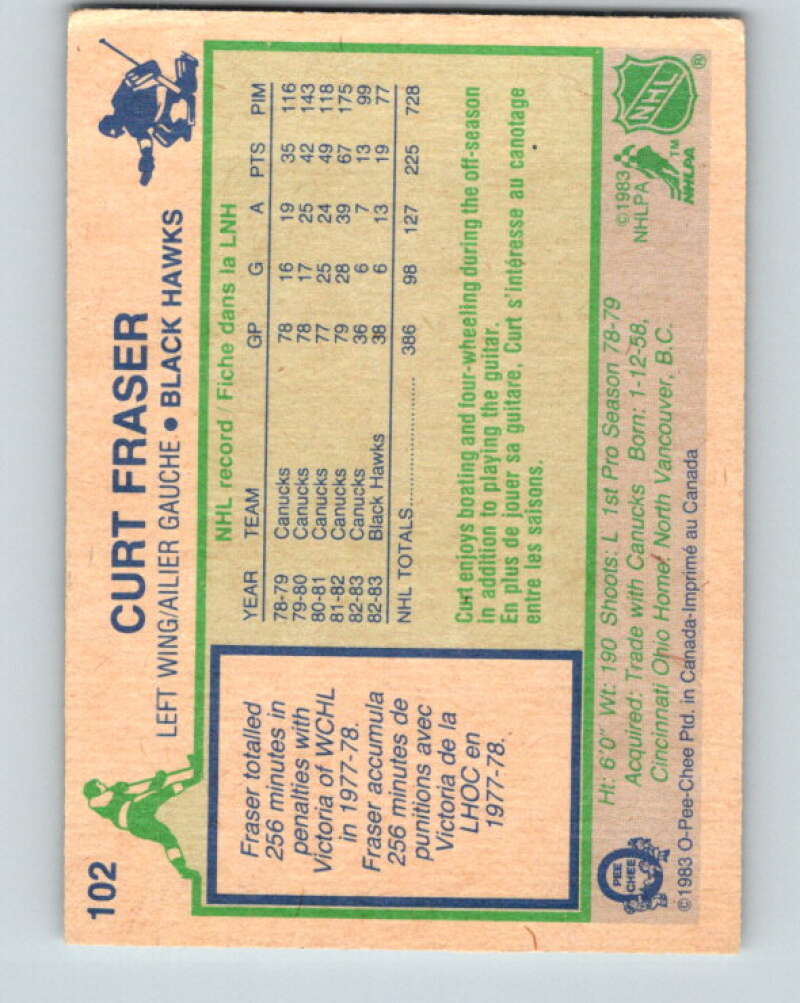 102
CURT FRASER
LEFT WING/AILIER GAUCHE • BLACK HAWKS
Fraser totalled
256 minutes in
penalties with
Victoria of WCHL
in 1977-78.
Fraser accumula
256 minutes de
punitions avec
Victoria de la
LHOC en
1977-78.
NHL record / Fiche dans la LNH
YEAR TEAM GP G A PTS PIM
78-79 Canucks 78 16 19 35 116
79-80 Canucks 78 17 25 42 143
80-81 Canucks 77 25 24 49 118
81-82 Canucks 79 28 39 67 175
82-83 Canucks 36 6 7 13 99
82-83 Black Hawks 38 6 13 19 77
NHL TOTALS.................... 386 98 127 225 728
Curt enjoys boating and four-wheeling during the off-season
in addition to playing the guitar.
En plus de jouer sa guitare, Curt s'intéresse au canotage
entre les saisons.
Ht: 6'0" Wt: 190 Shoots: L 1st Pro Season 78-79
Acquired: Trade with Canucks Born: 1-12-58,
Cincinnati Ohio Home: North Vancouver, B.C.
©1983 O-Pee-Chee Ptd. in Canada-Imprimé au Canada
O
PEE
CHEE
©1983
NHLPA
TM
NHLPA
NHL
®